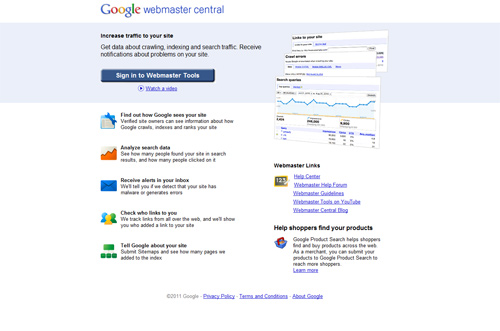 Google webmaster central
Increase traffic to your site
Get data about crawling, indexing and search traffic. Receive
notifications about problems on your site.
Sign in to Webmaster Tools
Watch a video
Links to your site
Crawl errors
Search queries
Find out how Google sees your site
Verified site owners can see information about how
Google crawls, indexes and ranks your site
Analyze search data
See how many people found your site in search
results, and how many people clicked on it
Receive alerts in your inbox
We'll tell you if we detect that your site has
malware or generates errors
Check who links to you
We track links from all over the web, and we'll show
you who added a link to your site
Tell Google about your site
Submit Sitemaps and see how many pages we
added to the index
Webmaster Links
Help Center
Webmaster Help Forum
Webmaster Guidelines
Webmaster Tools on YouTube
Webmaster Central Blog
Help shoppers find your products
Google Product Search helps shoppers
find and buy products across the web.
As a merchant, you can submit your
products to Google Product Search to
reach more shoppers.
Learn more
©2011 Google - Privacy Policy - Terms and Conditions - About Google